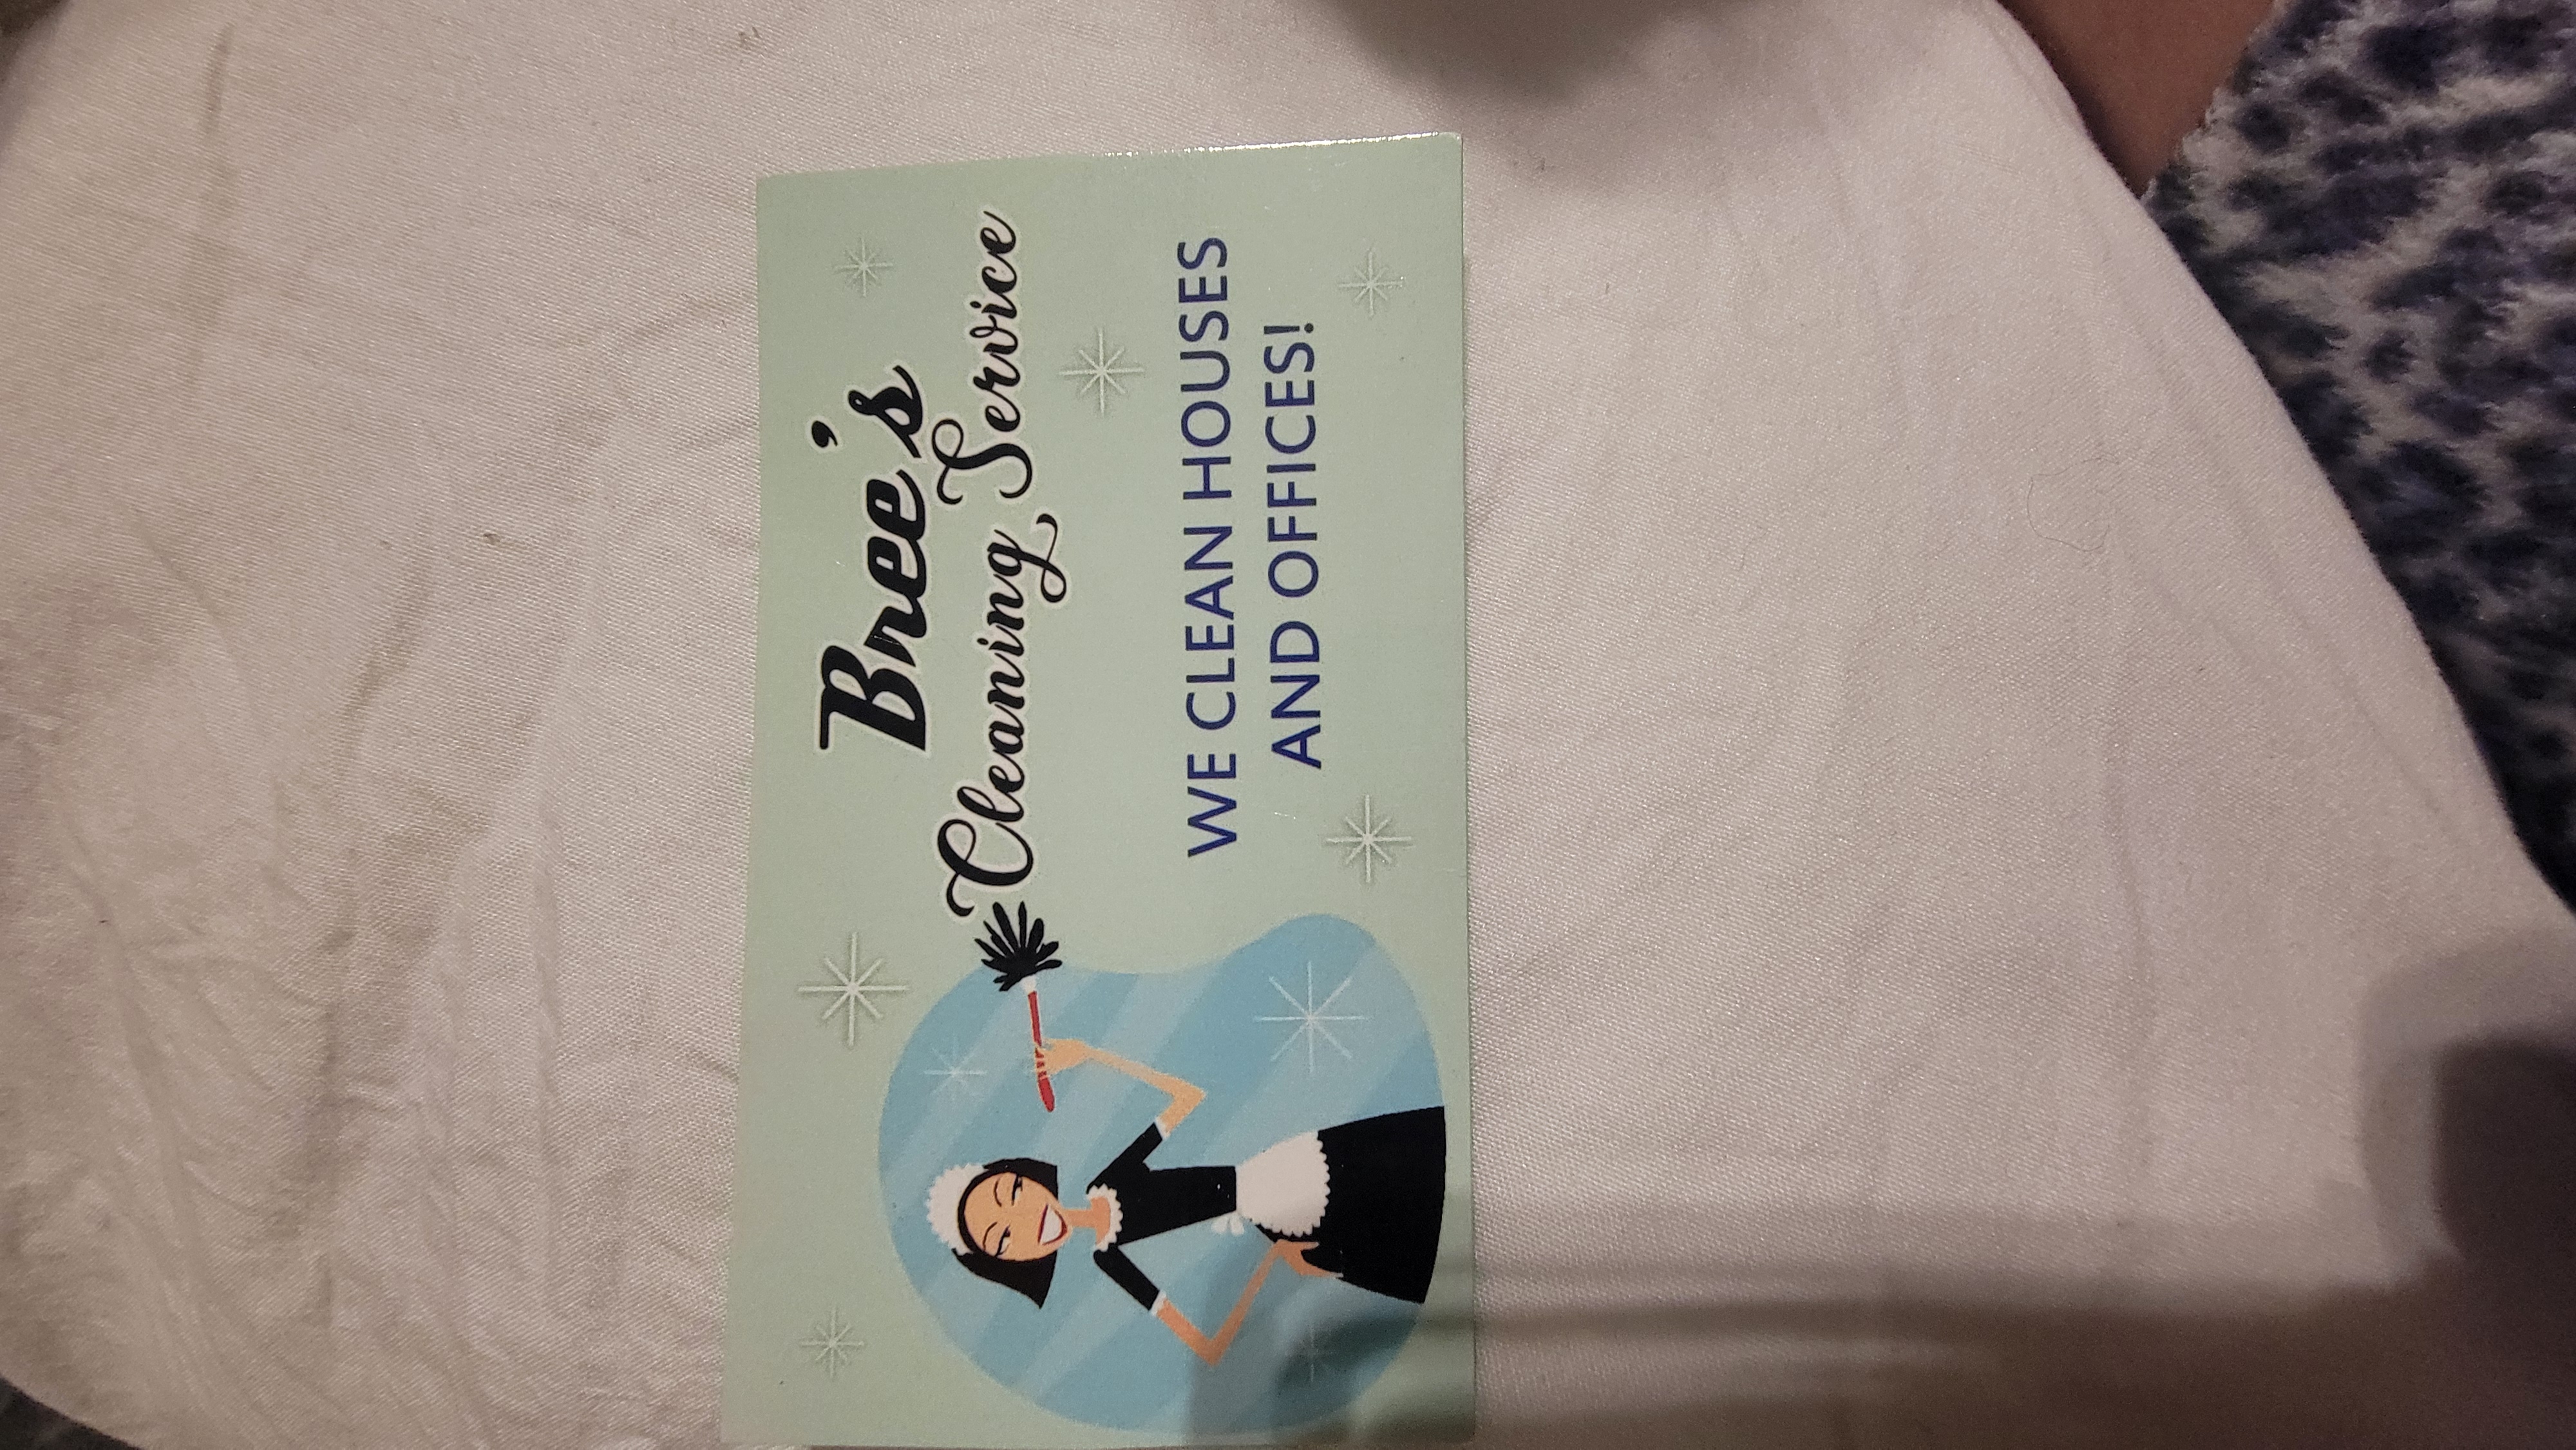 Bree's
Cleaning Service
WE CLEAN HOUSES
AND OFFICES!